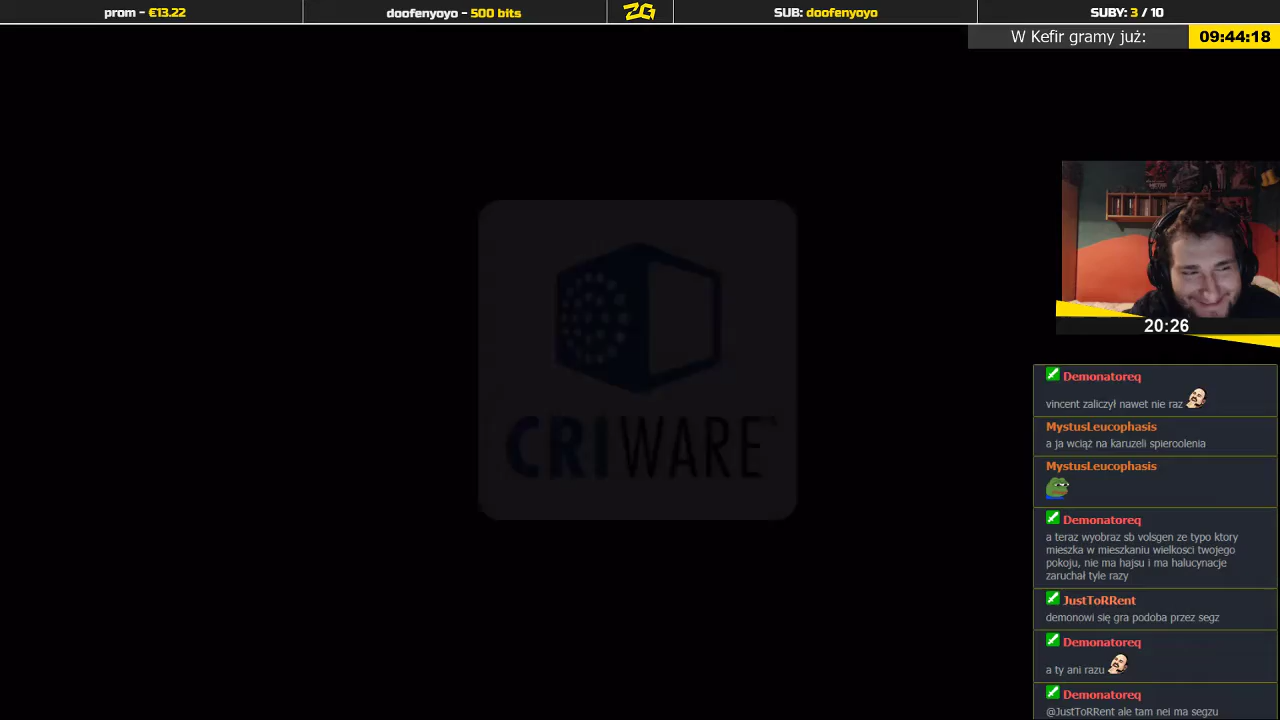 prom - €13.22
doofenyoyo - 500 bits
ZG
SUB: doofenyoyo
SUBY: 3 / 10
W Kefir gramy już:
09:44:18
CRIWARE™
20:26
Demonatoreq
vincent zaliczył nawet nie raz
MystusLeucophasis
a ja wciąż na karuzeli spieroolenia
MystusLeucophasis
Demonatoreq
a teraz wyobraz sb volsgen ze typo ktory
mieszka w mieszkaniu wielkosci twojego
pokoju, nie ma hajsu i ma halucynacje
zaruchał tyle razy
JustToRRent
demonowi się gra podoba przez segz
Demonatoreq
a ty ani razu
Demonatoreq
@JustToRRent ale tam nei ma segzu